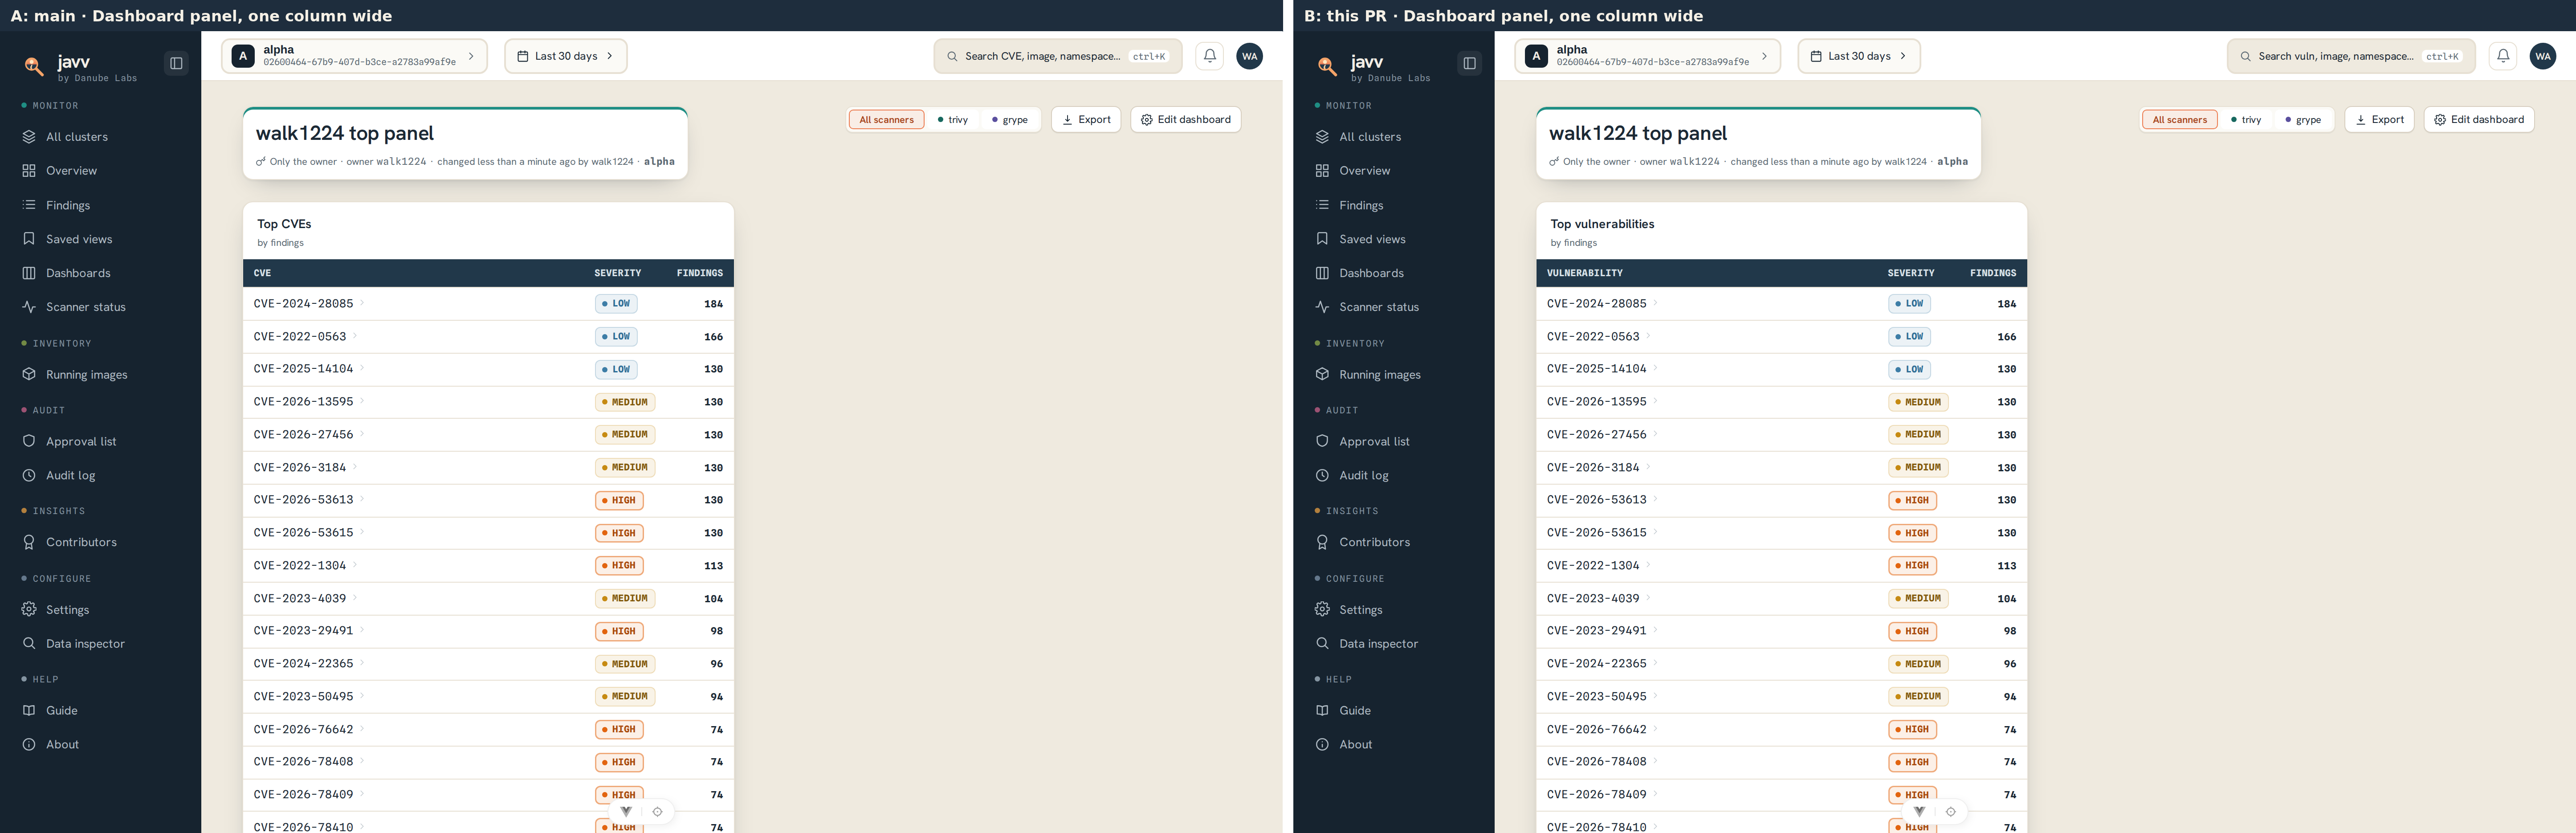 A: main · Dashboard panel, one column wide
javv
by Danube Labs
A
alpha
02600464-67b9-407d-b3ce-a2783a99af9e
Last 30 days
Search CVE, image, namespace...
ctrl+K
WA
MONITOR
All clusters
Overview
Findings
Saved views
Dashboards
Scanner status
INVENTORY
Running images
AUDIT
Approval list
Audit log
INSIGHTS
Contributors
CONFIGURE
Settings
Data inspector
HELP
Guide
About
walk1224 top panel
Only the owner · owner walk1224 · changed less than a minute ago by walk1224 · alpha
All scanners
trivy
grype
Export
Edit dashboard
Top CVEs
by findings
CVE SEVERITY FINDINGS
CVE-2024-28085 LOW 184
CVE-2022-0563 LOW 166
CVE-2025-14104 LOW 130
CVE-2026-13595 MEDIUM 130
CVE-2026-27456 MEDIUM 130
CVE-2026-3184 MEDIUM 130
CVE-2026-53613 HIGH 130
CVE-2026-53615 HIGH 130
CVE-2022-1304 HIGH 113
CVE-2023-4039 MEDIUM 104
CVE-2023-29491 HIGH 98
CVE-2024-22365 MEDIUM 96
CVE-2023-50495 MEDIUM 94
CVE-2026-76642 HIGH 74
CVE-2026-78408 HIGH 74
CVE-2026-78409 HIGH 74
CVE-2026-78410 HIGH 74
B: this PR · Dashboard panel, one column wide
javv
by Danube Labs
A
alpha
02600464-67b9-407d-b3ce-a2783a99af9e
Last 30 days
Search vuln, image, namespace...
ctrl+K
WA
MONITOR
All clusters
Overview
Findings
Saved views
Dashboards
Scanner status
INVENTORY
Running images
AUDIT
Approval list
Audit log
INSIGHTS
Contributors
CONFIGURE
Settings
Data inspector
HELP
Guide
About
walk1224 top panel
Only the owner · owner walk1224 · changed less than a minute ago by walk1224 · alpha
All scanners
trivy
grype
Export
Edit dashboard
Top vulnerabilities
by findings
VULNERABILITY SEVERITY FINDINGS
CVE-2024-28085 LOW 184
CVE-2022-0563 LOW 166
CVE-2025-14104 LOW 130
CVE-2026-13595 MEDIUM 130
CVE-2026-27456 MEDIUM 130
CVE-2026-3184 MEDIUM 130
CVE-2026-53613 HIGH 130
CVE-2026-53615 HIGH 130
CVE-2022-1304 HIGH 113
CVE-2023-4039 MEDIUM 104
CVE-2023-29491 HIGH 98
CVE-2024-22365 MEDIUM 96
CVE-2023-50495 MEDIUM 94
CVE-2026-76642 HIGH 74
CVE-2026-78408 HIGH 74
CVE-2026-78409 HIGH 74
CVE-2026-78410 HIGH 74